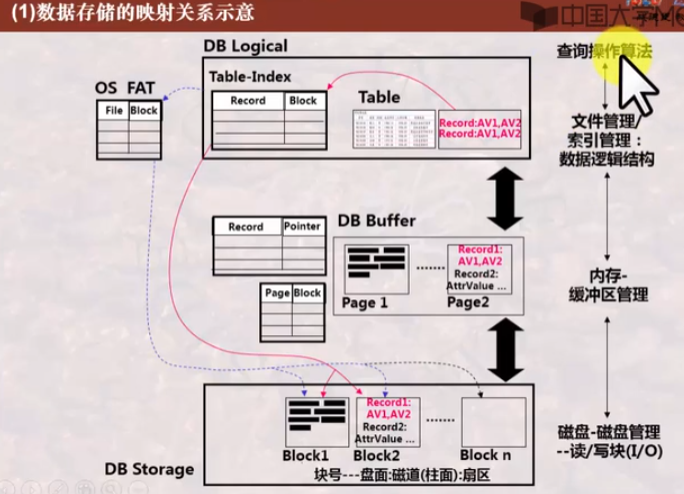 (1)数据存储的映射关系示意
中国大学M
DB Logical
查询操作算法
OS FAT
Table-Index
File Block
Record Block
Table
Record:AV1,AV2
Record:AV1,AV2
文件管理/
索引管理：
数据逻辑结构
DB Buffer
Record Pointer
Record1:
AV1,AV2
Record2:
AttrValue ...
Page 1
Page2
Page Block
内存-
缓冲区管理
Record1:
AV1,AV2
Record2:
AttrValue ...
Block1
Block2
Block n
磁盘-磁盘管理
--读/写块(I/O)
DB Storage
块号---盘面:磁道(柱面):扇区